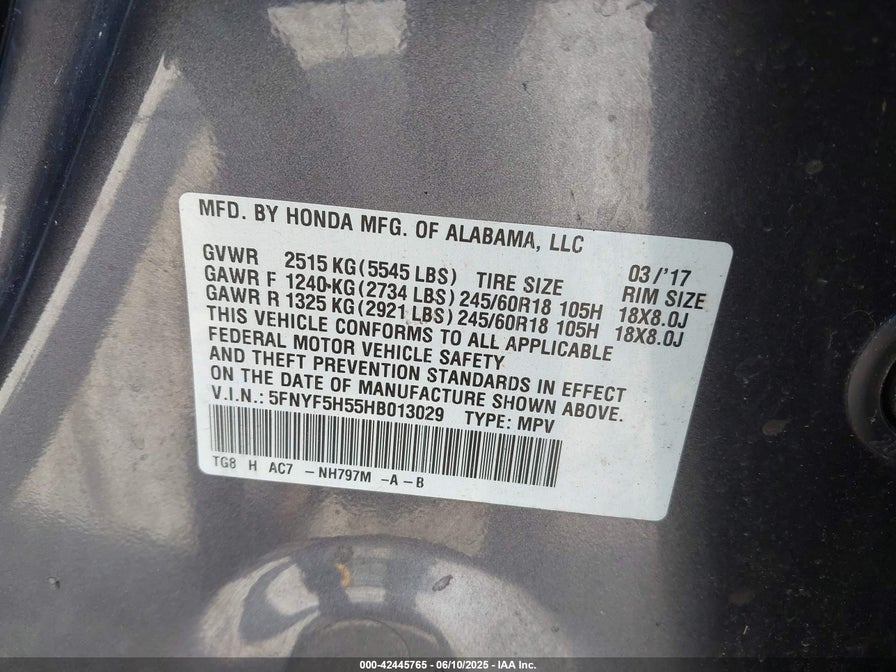 MFD. BY HONDA MFG. OF ALABAMA, LLC
03/'17
GVWR 2515 KG (5545 LBS) TIRE SIZE RIM SIZE
GAWR F 1240-KG (2734 LBS) 245/60R18 105H 18X8.0J
GAWR R 1325 KG (2921 LBS) 245/60R18 105H 18X8.0J
THIS VEHICLE CONFORMS TO ALL APPLICABLE
FEDERAL MOTOR VEHICLE SAFETY
AND THEFT PREVENTION STANDARDS IN EFFECT
ON THE DATE OF MANUFACTURE SHOWN ABOVE.
V.I.N.: 5FNYF5H55HB013029 TYPE: MPV
TG8 H AC7 -NH797M -A-B
000-42445765 - 06/10/2025 - IAA Inc.